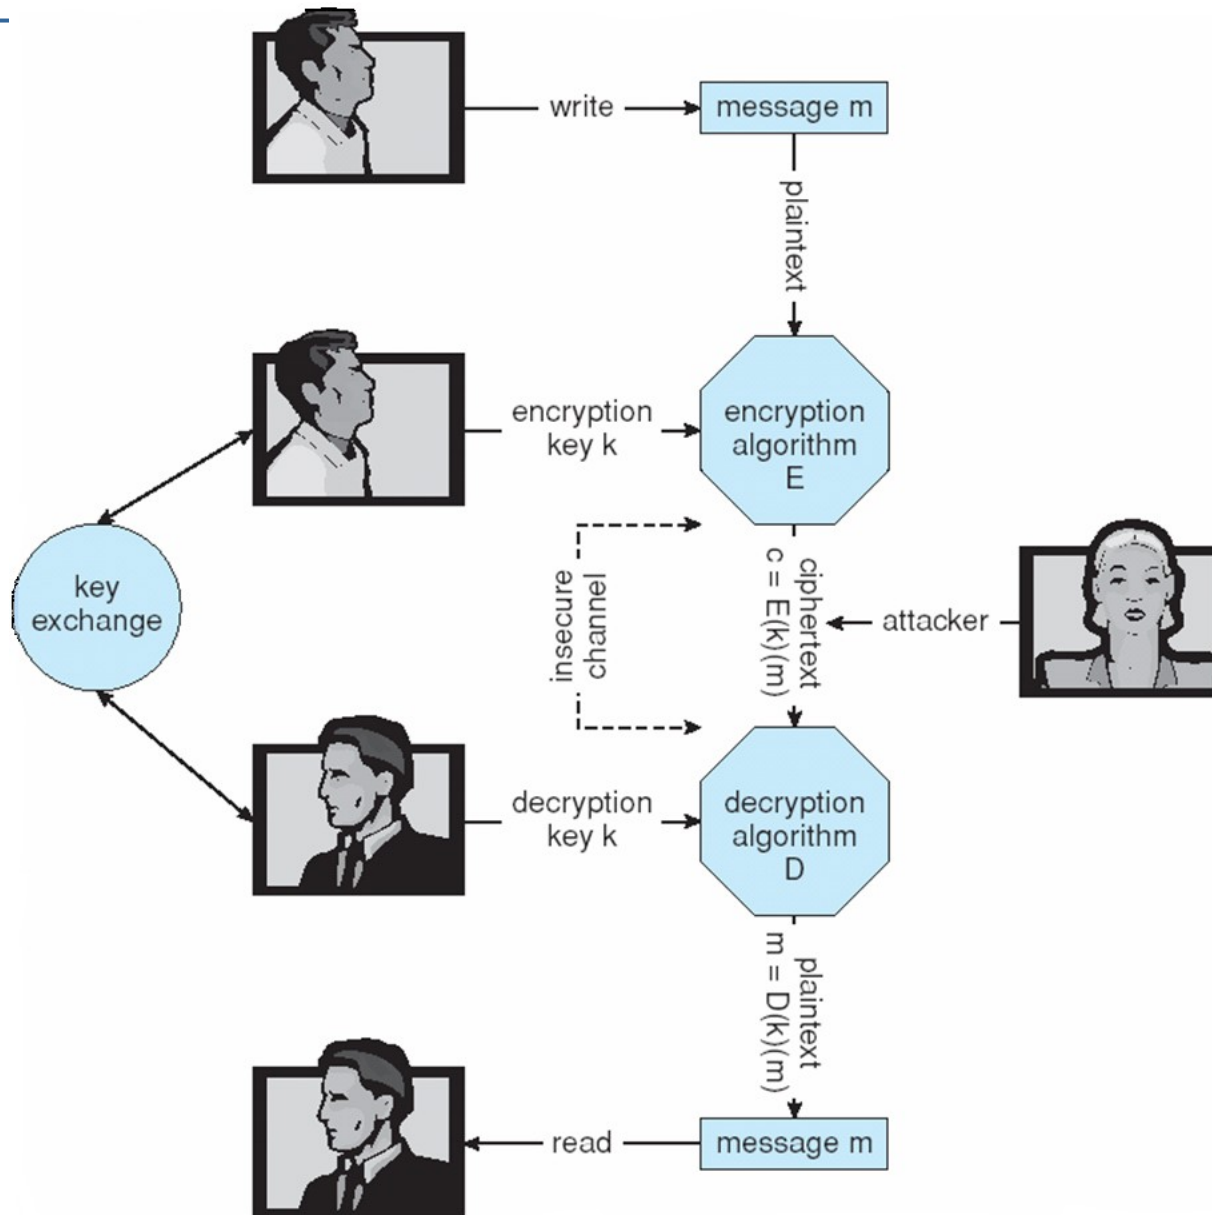 write
message m
plaintext
encryption
key k
encryption
algorithm
E
key
exchange
insecure
channel
ciphertext
c = E(k)(m)
attacker
decryption
key k
decryption
algorithm
D
plaintext
m = D(k)(m)
read
message m